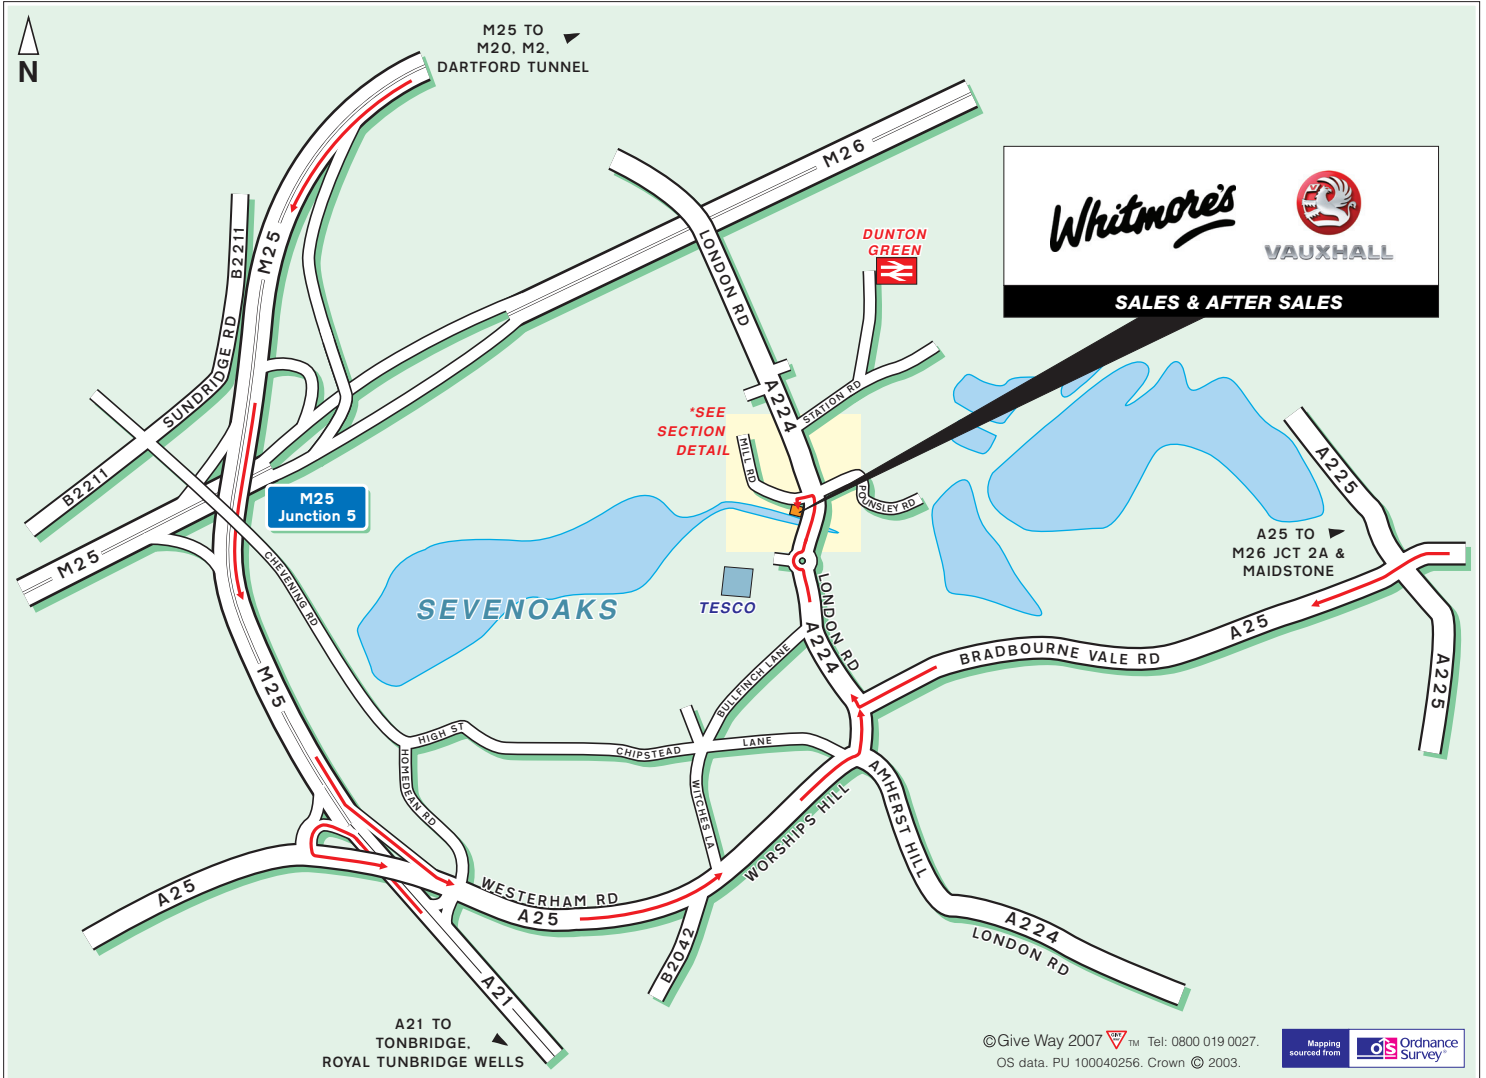 M25 TO
M20, M2,
DARTFORD TUNNEL
N
M26
B2211
M25
LONDON RD
DUNTON
GREEN
Whitmore's
VAUXHALL
SALES & AFTER SALES
SUNDRIDGE RD
A224
STATION RD
*SEE
SECTION
DETAIL
MILL RD
POUNSLEY RD
B2211
M25
Junction 5
A225
A25 TO
M26 JCT 2A &
MAIDSTONE
M25
CHEVENING RD
SEVENOAKS
TESCO
LONDON RD
A224
A25
BRADBOURNE VALE RD
A225
M25
BULLFINCH LANE
HIGH ST
CHIPSTEAD
LANE
HOMEDEAN RD
WITCHES LA
AMHERST HILL
WORSHIPS HILL
WESTERHAM RD
A25
A25
B2042
A224
LONDON RD
A21
A21 TO
TONBRIDGE,
ROYAL TUNBRIDGE WELLS
©Give Way 2007 GIVE WAY TM Tel: 0800 019 0027.
OS data. PU 100040256. Crown © 2003.
Mapping
sourced from
OS Ordnance
Survey®